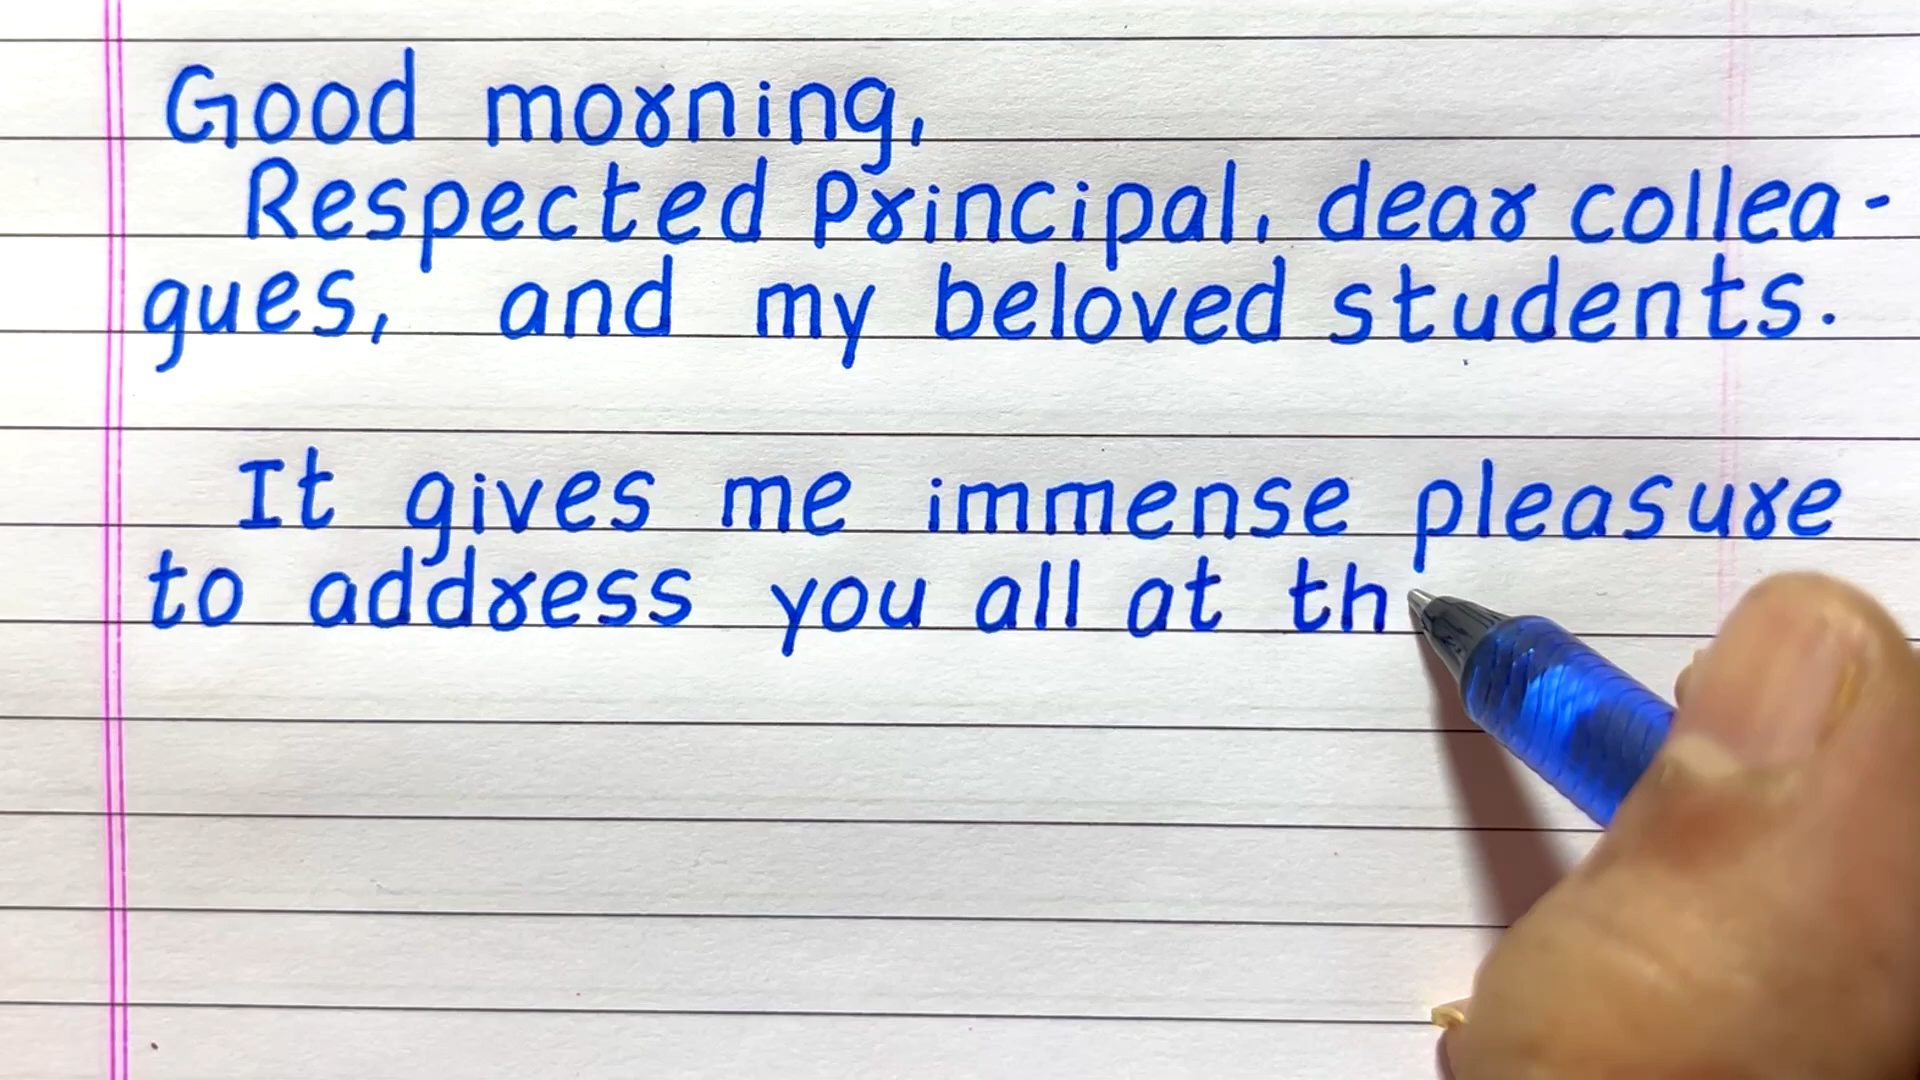 Good morning,
Respected Principal, dear collea-
gues, and my beloved students.
It gives me immense pleasure
to address you all at th